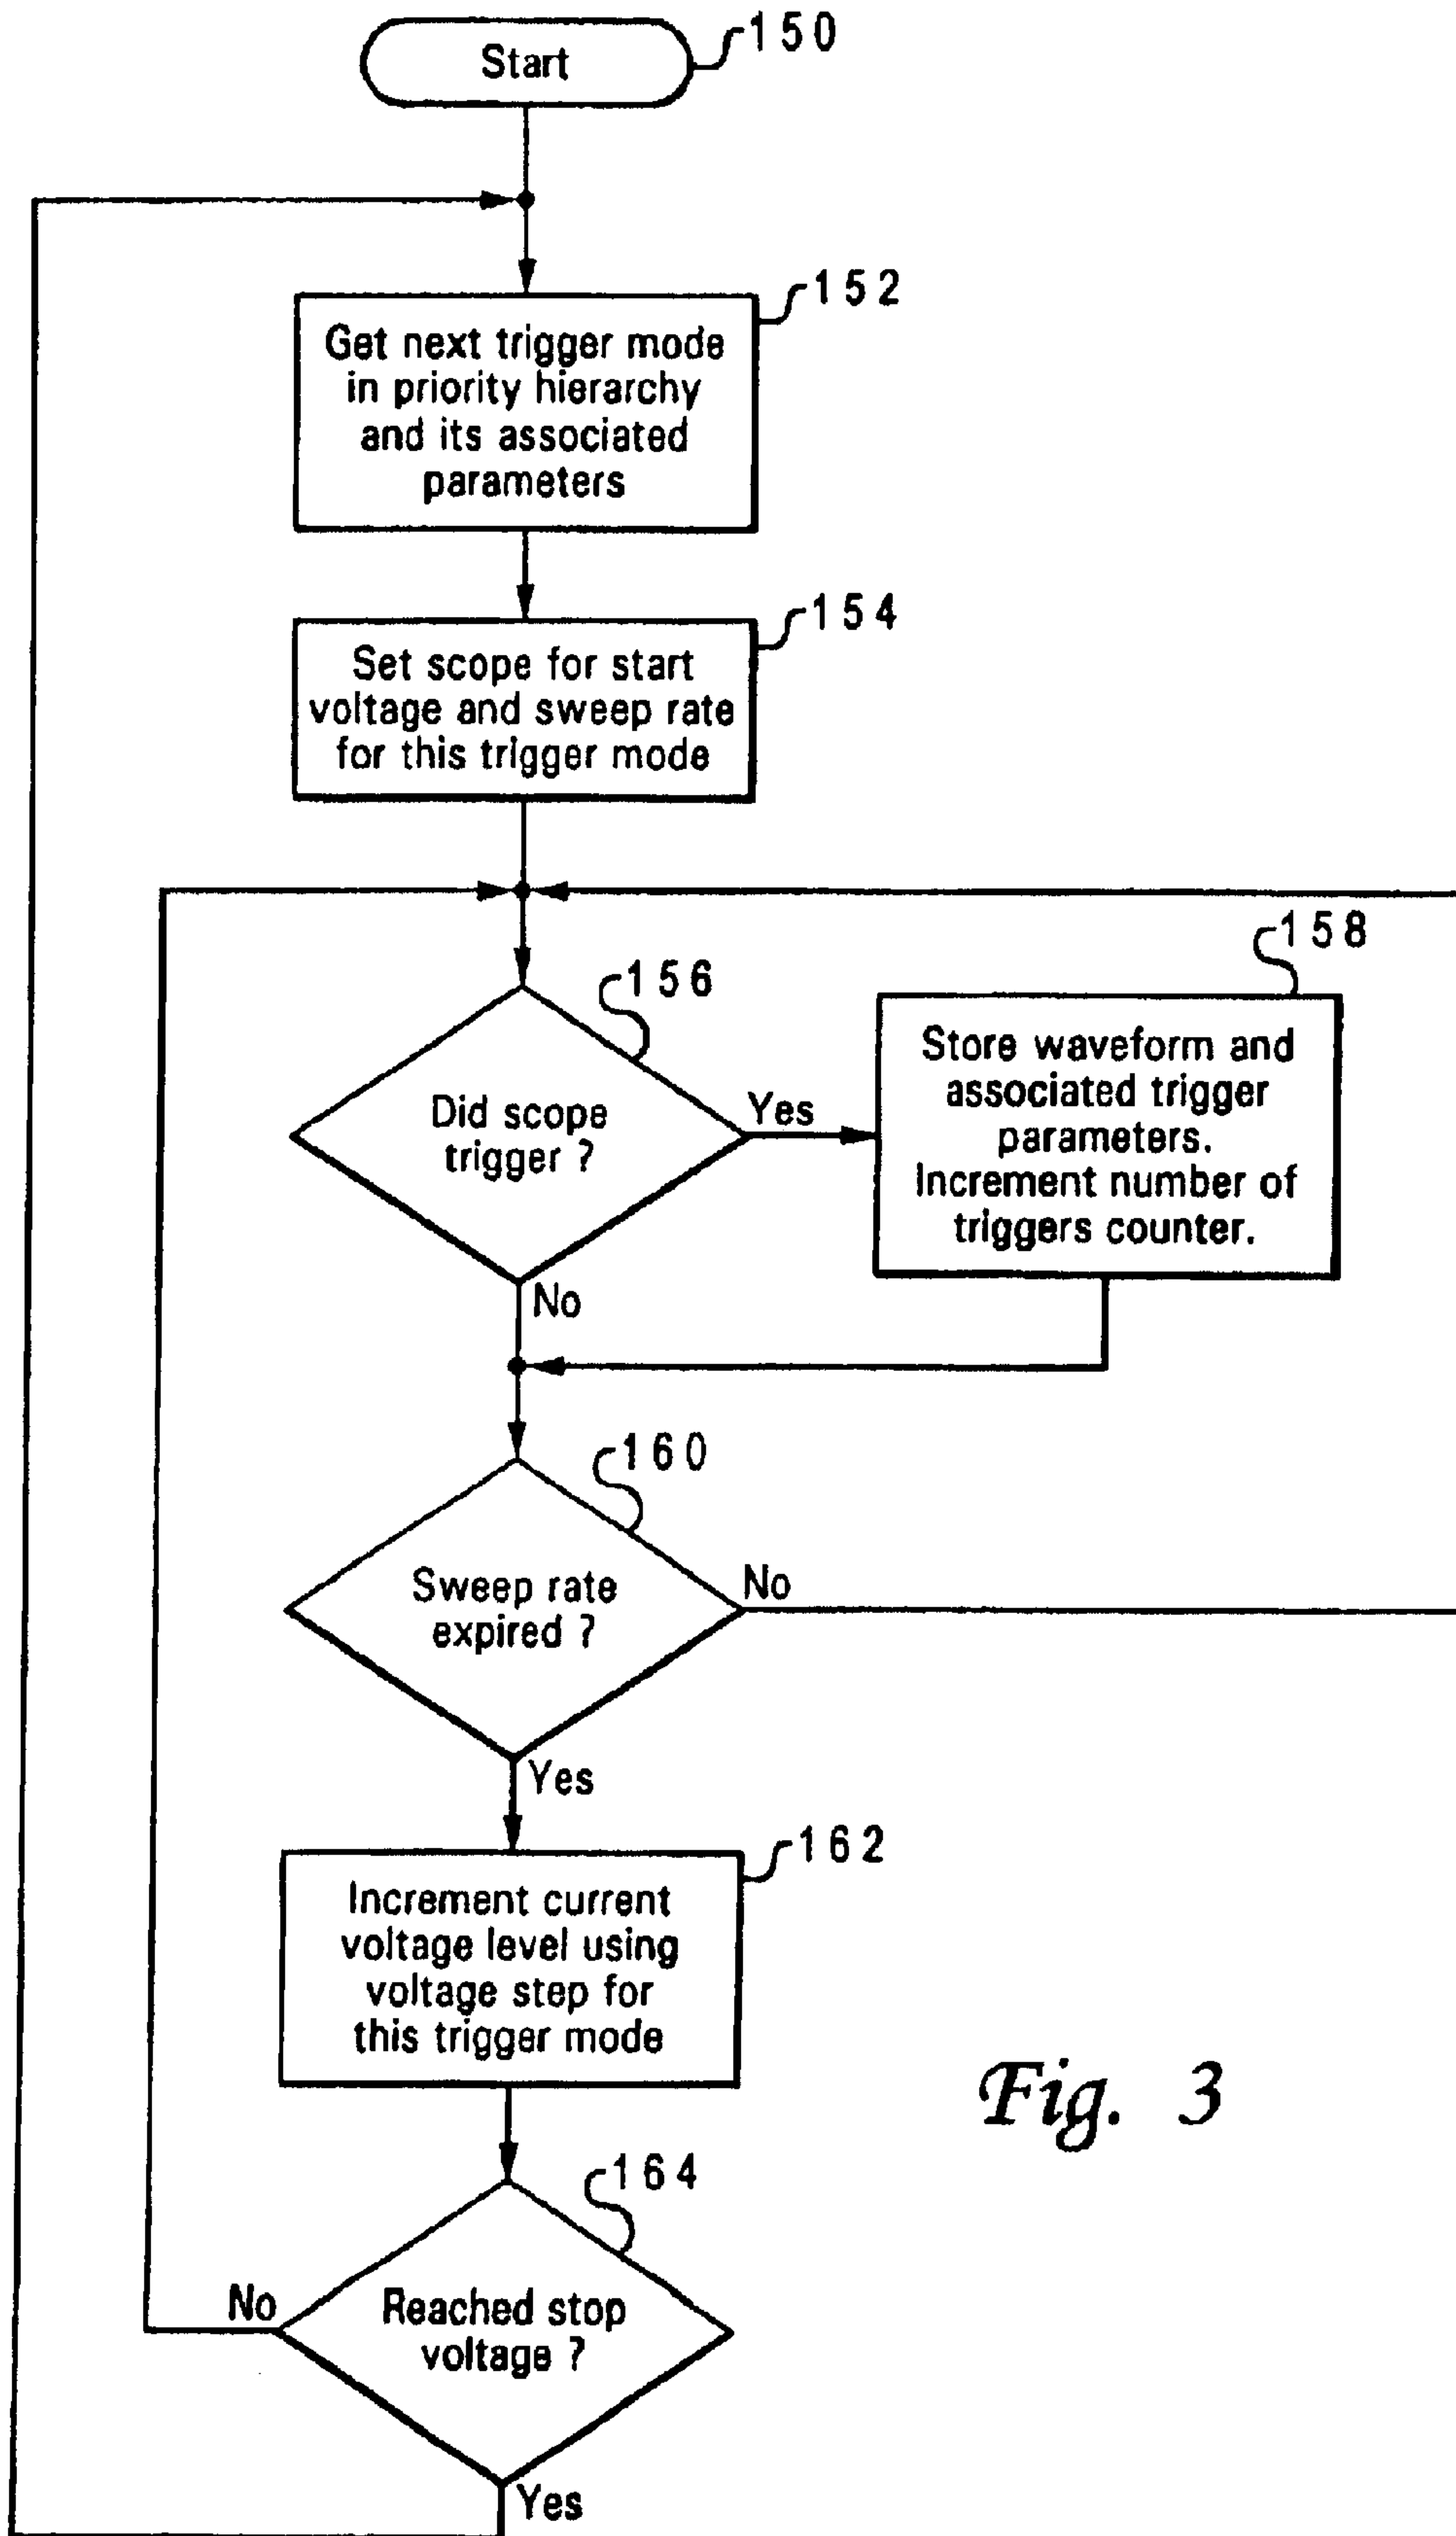 Start
150
152
Get next trigger mode
in priority hierarchy
and its associated
parameters
154
Set scope for start
voltage and sweep rate
for this trigger mode
156
Did scope
trigger ?
Yes
No
158
Store waveform and
associated trigger
parameters.
Increment number of
triggers counter.
160
Sweep rate
expired ?
No
Yes
162
Increment current
voltage level using
voltage step for
this trigger mode
164
Reached stop
voltage ?
No
Yes
Fig. 3